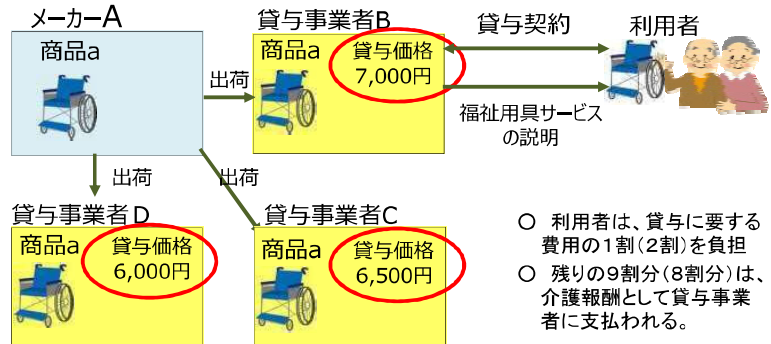 メーカーA
商品a
出荷
貸与事業者B
商品a
貸与価格
7,000円
貸与契約
利用者
福祉用具サービス
の説明
出荷
出荷
貸与事業者D
商品a
貸与価格
6,000円
貸与事業者C
商品a
貸与価格
6,500円
○ 利用者は、貸与に要する
費用の1割(2割)を負担
○ 残りの9割分(8割分)は、
介護報酬として貸与事業
者に支払われる。